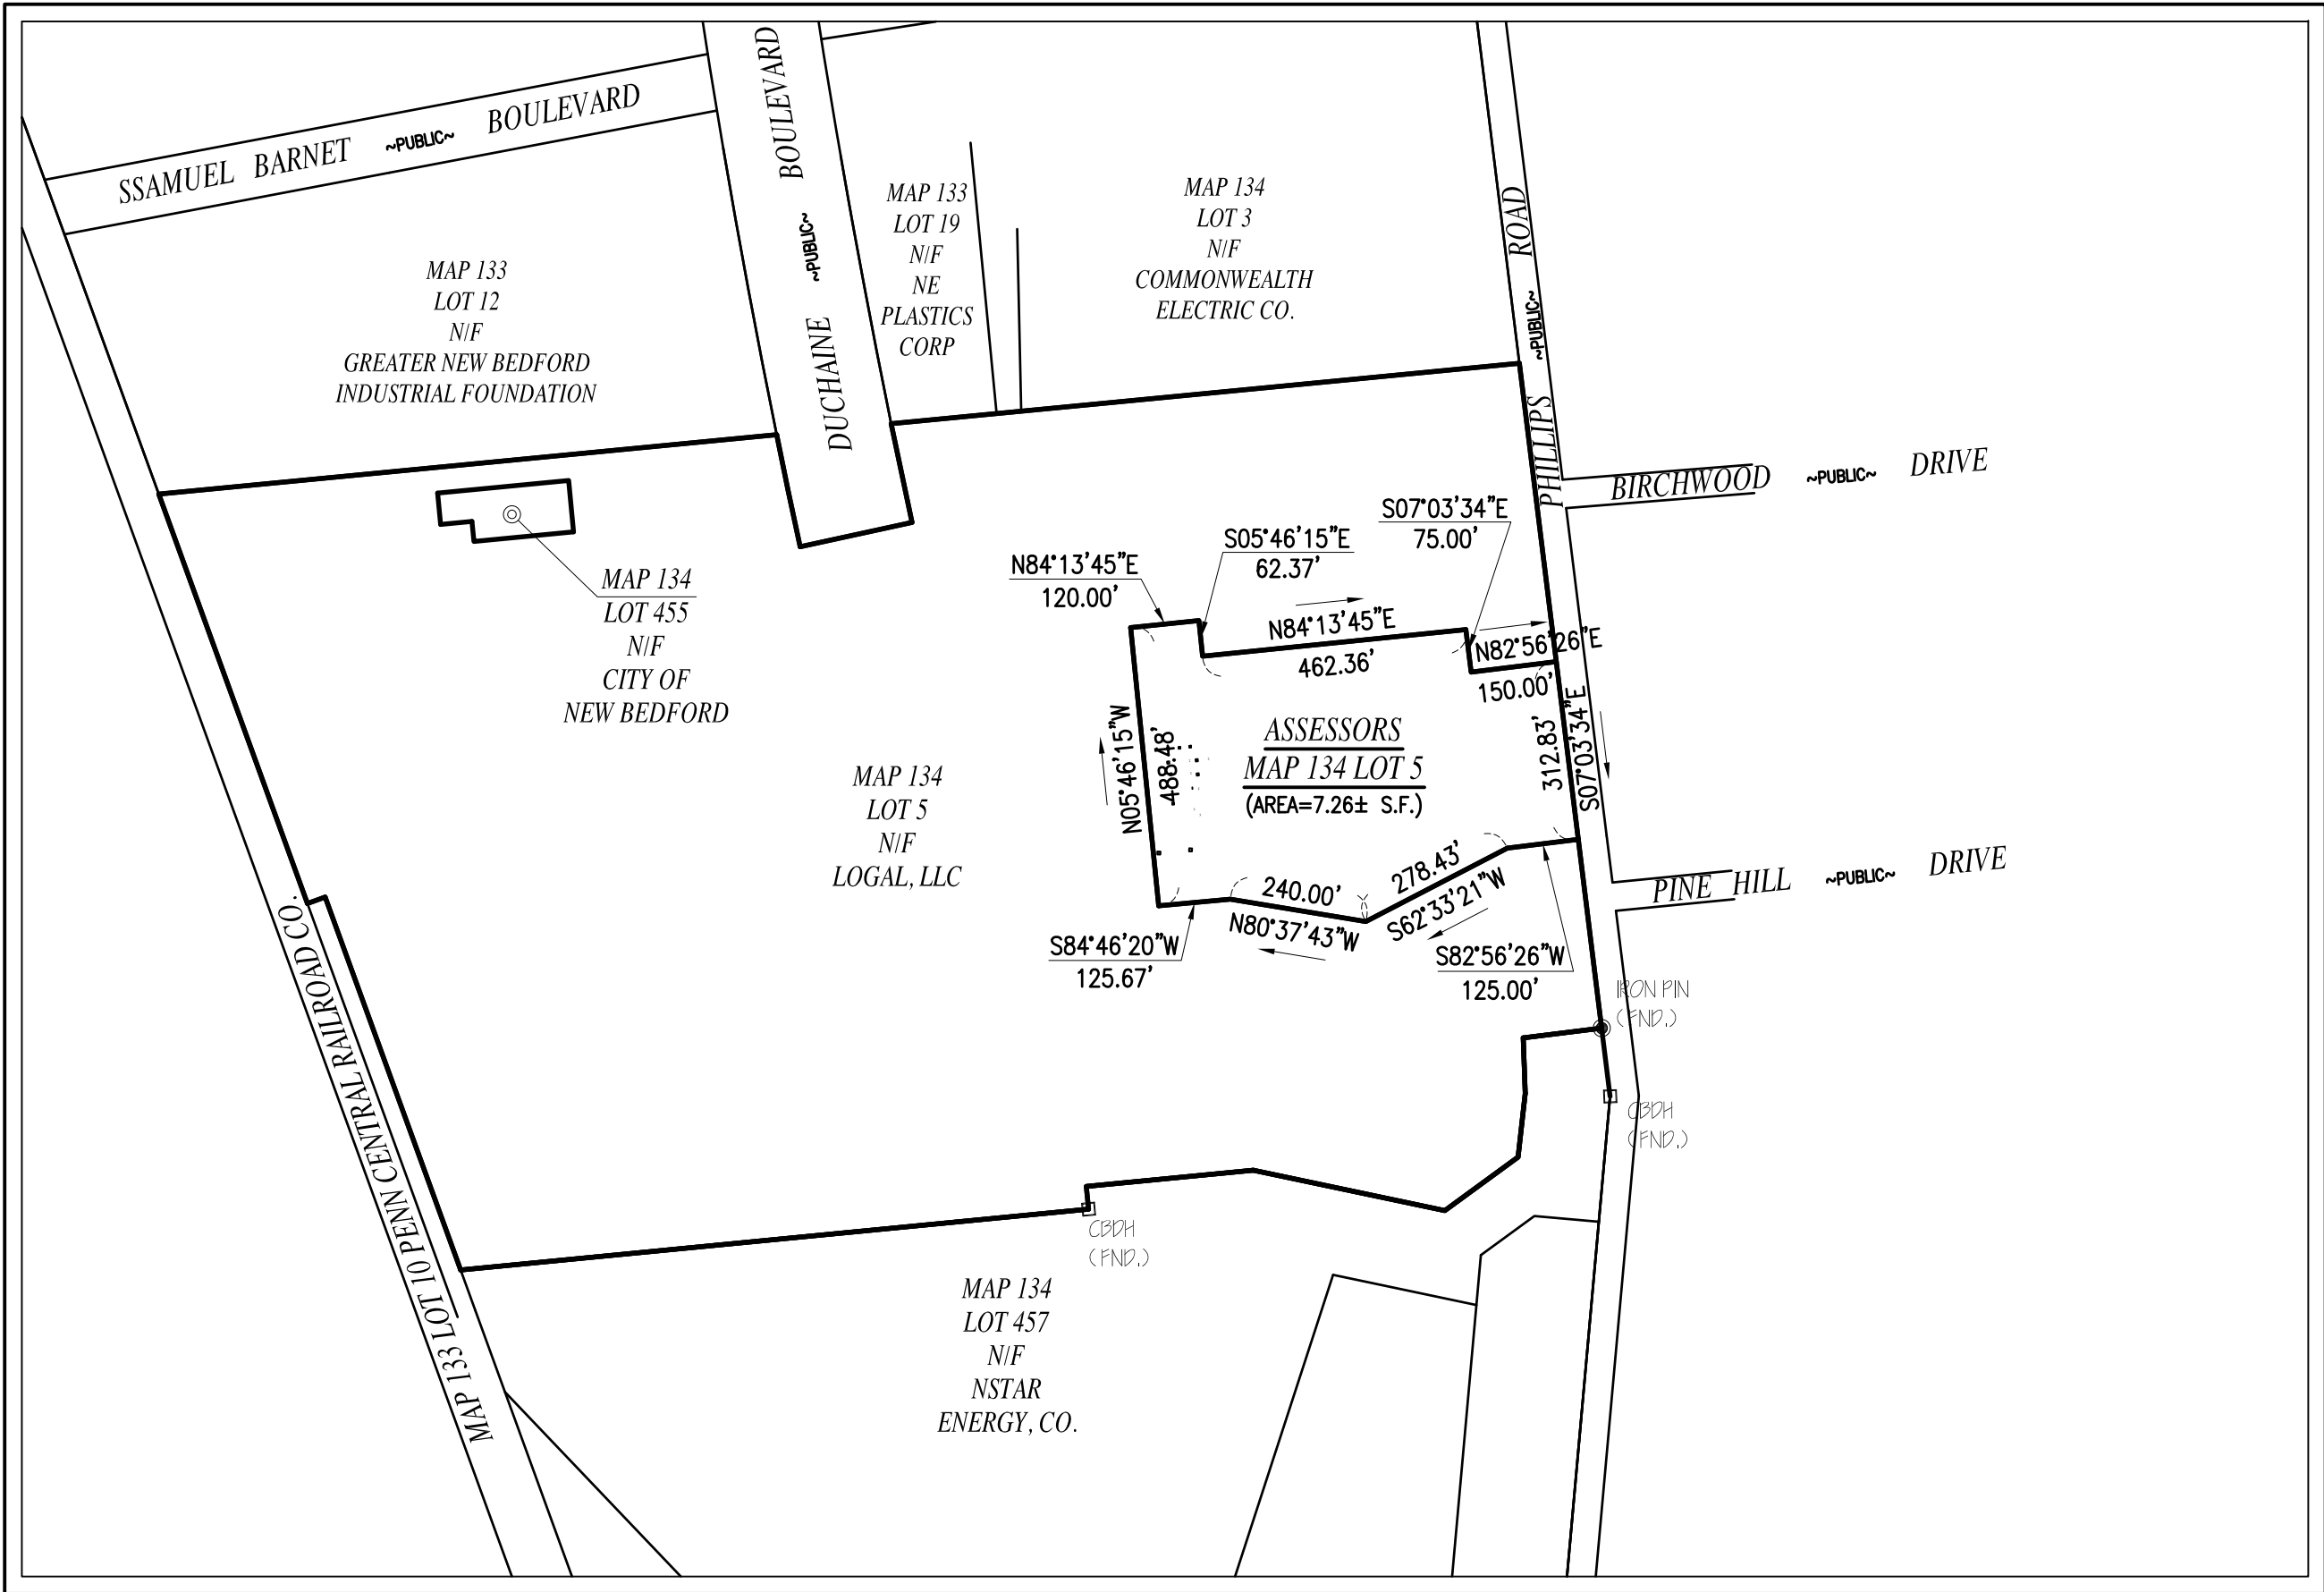 SSAMUEL BARNET ~PUBLIC~ BOULEVARD
DUCHAINE ~PUBLIC~ BOULEVARD
MAP 133
LOT 12
N/F
GREATER NEW BEDFORD
INDUSTRIAL FOUNDATION
MAP 133
LOT 19
N/F
NE
PLASTICS
CORP
MAP 134
LOT 3
N/F
COMMONWEALTH
ELECTRIC CO.
PHILLIPS ~PUBLIC~ ROAD
BIRCHWOOD ~PUBLIC~ DRIVE
MAP 134
LOT 455
N/F
CITY OF
NEW BEDFORD
N84°13'45"E
120.00'
S05°46'15"E
62.37'
S07°03'34"E
75.00'
N84°13'45"E
462.36'
N82°56'26"E
150.00'
N05°46'15"W
488.48'
ASSESSORS
MAP 134 LOT 5
(AREA=7.26± S.F.)
312.83'
S07°03'34"E
MAP 134
LOT 5
N/F
LOGAL, LLC
278.43'
S62°33'21"W
240.00'
N80°37'43"W
S84°46'20"W
125.67'
S82°56'26"W
125.00'
PINE HILL ~PUBLIC~ DRIVE
IRON PIN
(FND.)
CBDH
(FND.)
CBDH
(FND.)
MAP 133 LOT 10 PENN CENTRAL RAILROAD CO.
MAP 134
LOT 457
N/F
NSTAR
ENERGY, CO.